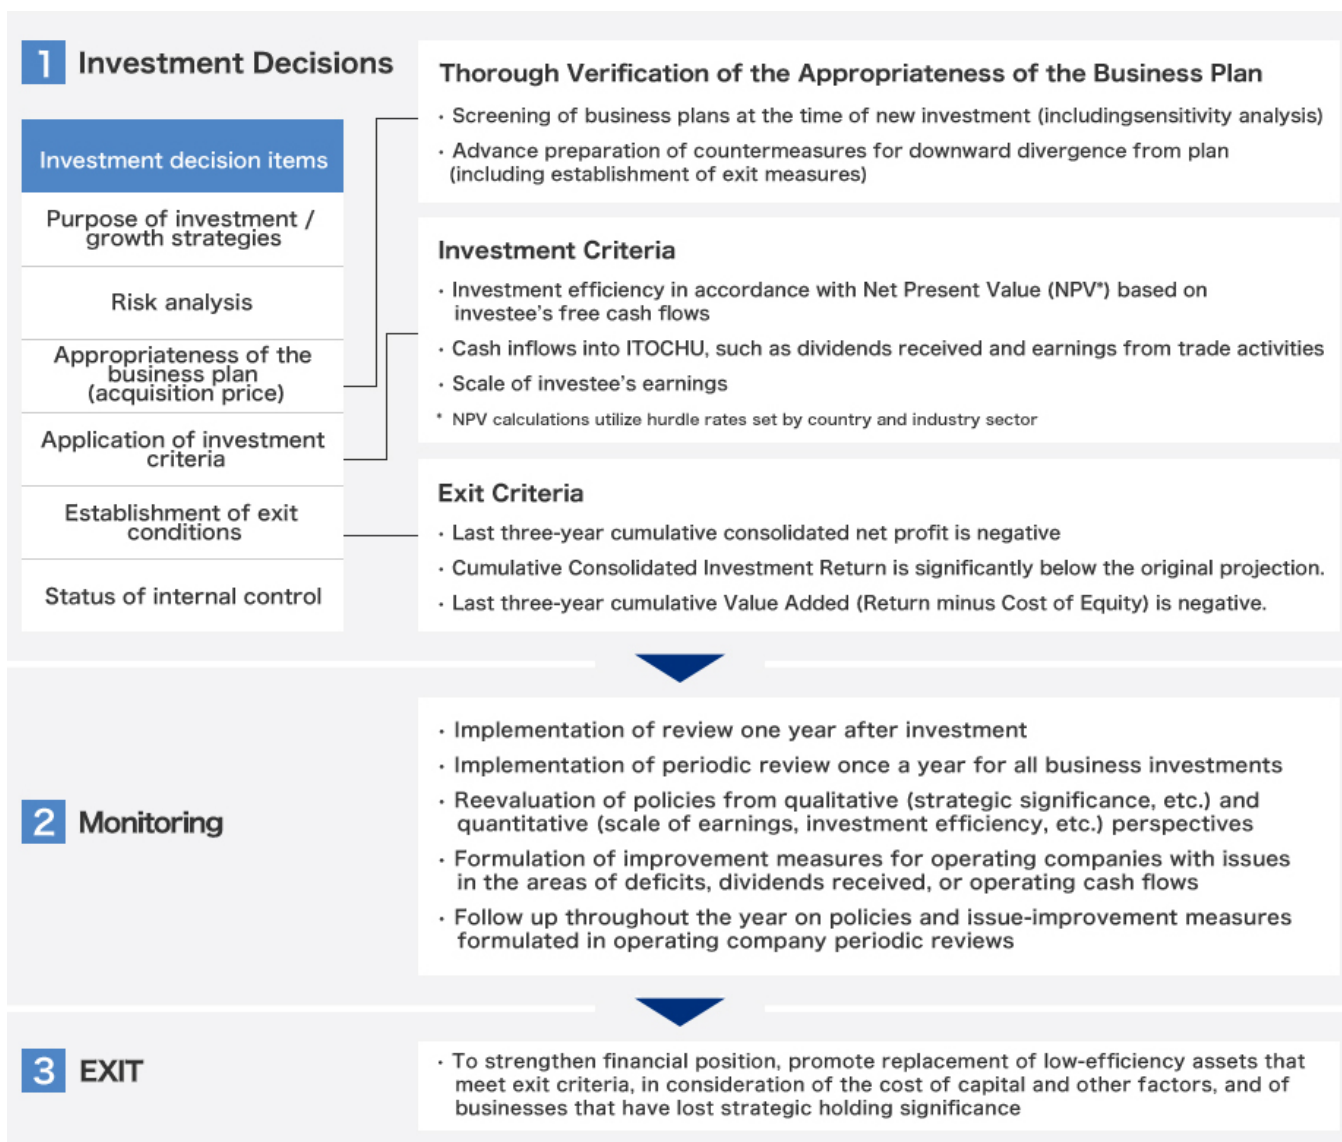 1 Investment Decisions
Investment decision items
Purpose of investment /
growth strategies
Risk analysis
Appropriateness of the
business plan
(acquisition price)
Application of investment
criteria
Establishment of exit
conditions
Status of internal control
Thorough Verification of the Appropriateness of the Business Plan
· Screening of business plans at the time of new investment (includingsensitivity analysis)
· Advance preparation of countermeasures for downward divergence from plan
(including establishment of exit measures)
Investment Criteria
· Investment efficiency in accordance with Net Present Value (NPV*) based on
investee's free cash flows
· Cash inflows into ITOCHU, such as dividends received and earnings from trade activities
· Scale of investee's earnings
* NPV calculations utilize hurdle rates set by country and industry sector
Exit Criteria
· Last three-year cumulative consolidated net profit is negative
· Cumulative Consolidated Investment Return is significantly below the original projection.
· Last three-year cumulative Value Added (Return minus Cost of Equity) is negative.
2 Monitoring
· Implementation of review one year after investment
· Implementation of periodic review once a year for all business investments
· Reevaluation of policies from qualitative (strategic significance, etc.) and
quantitative (scale of earnings, investment efficiency, etc.) perspectives
· Formulation of improvement measures for operating companies with issues
in the areas of deficits, dividends received, or operating cash flows
· Follow up throughout the year on policies and issue-improvement measures
formulated in operating company periodic reviews
3 EXIT
· To strengthen financial position, promote replacement of low-efficiency assets that
meet exit criteria, in consideration of the cost of capital and other factors, and of
businesses that have lost strategic holding significance